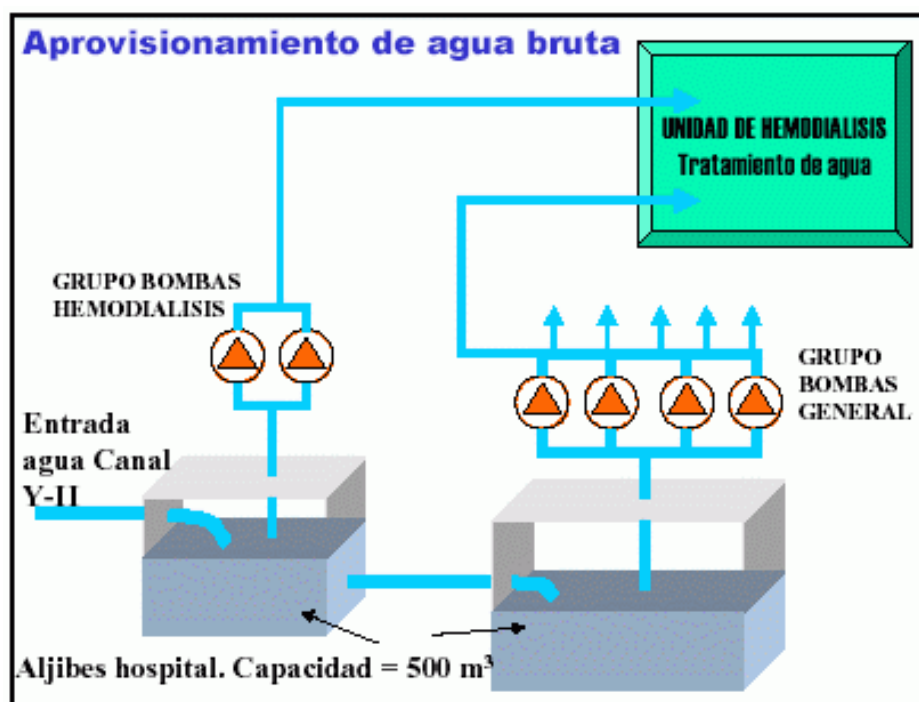 Aprovisionamiento de agua bruta
UNIDAD DE HEMODIALISIS
Tratamiento de agua
GRUPO BOMBAS
HEMODIALISIS
GRUPO
BOMBAS
GENERAL
Entrada
agua Canal
Y-II
Aljibes hospital. Capacidad = 500 m³